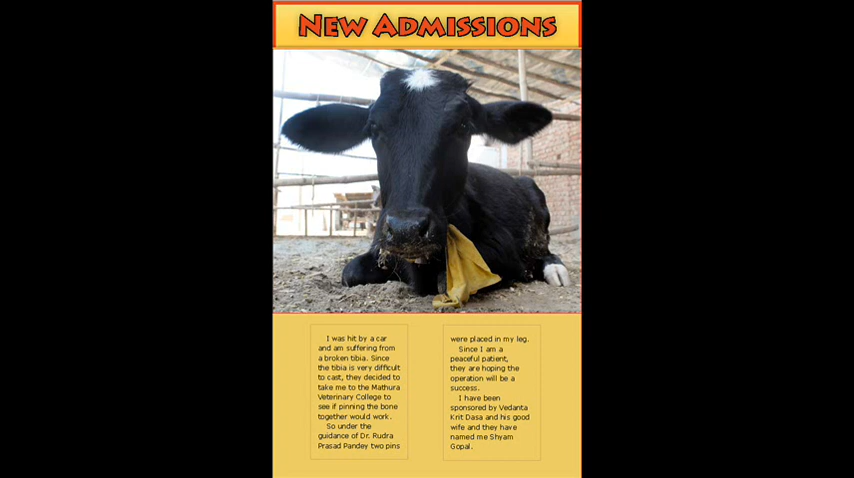 New Admissions
I was hit by a car
and am suffering from
a broken tibia. Since
the tibia is very difficult
to cast, they decided to
take me to the Mathura
Veterinary College to
see if pinning the bone
together would work.
So under the
guidance of Dr. Rudra
Prasad Pandey two pins
were placed in my leg.
Since I am a
peaceful patient,
they are hoping the
operation will be a
success.
I have been
sponsored by Vedanta
Krit Dasa and his good
wife and they have
named me Shyam
Gopal.